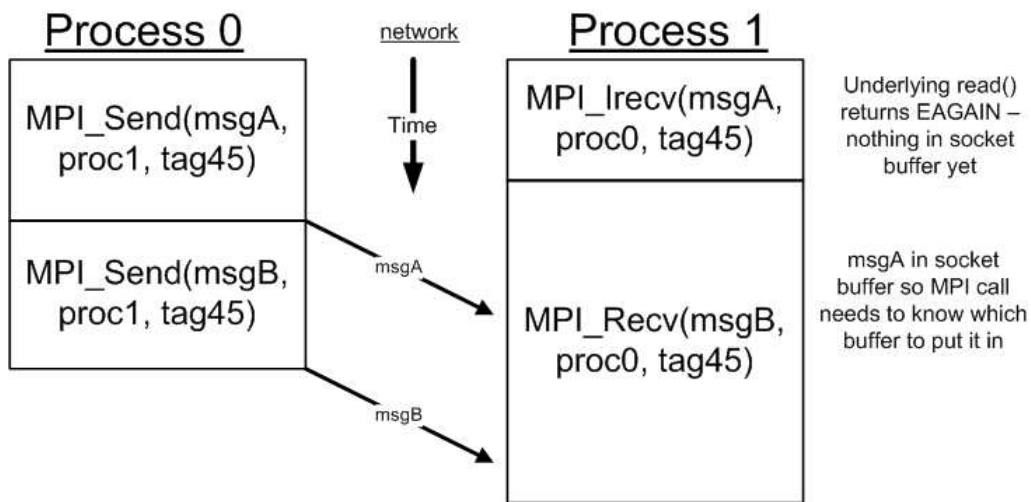 Process 0
MPI_Send(msgA,
proc1, tag45)
MPI_Send(msgB,
proc1, tag45)
network
Time
msgA
msgB
Process 1
MPI_Irecv(msgA,
proc0, tag45)
MPI_Recv(msgB,
proc0, tag45)
Underlying read()
returns EAGAIN –
nothing in socket
buffer yet
msgA in socket
buffer so MPI call
needs to know which
buffer to put it in